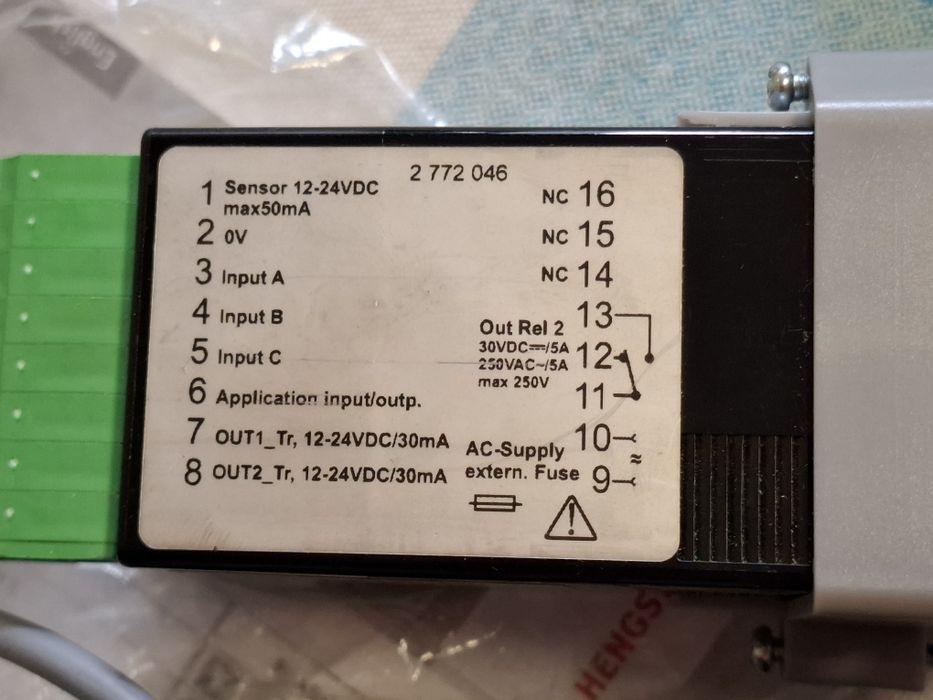 English
2 772 046
1 Sensor 12-24VDC
max50mA
2 0V
3 Input A
4 Input B
5 Input C
6 Application input/outp.
7 OUT1_Tr, 12-24VDC/30mA
8 OUT2_Tr, 12-24VDC/30mA
NC 16
NC 15
NC 14
13
Out Rel 2
30VDC⎓/5A
250VAC~/5A
max 250V
12
11
10
AC-Supply
extern. Fuse 9
≈
HENGS